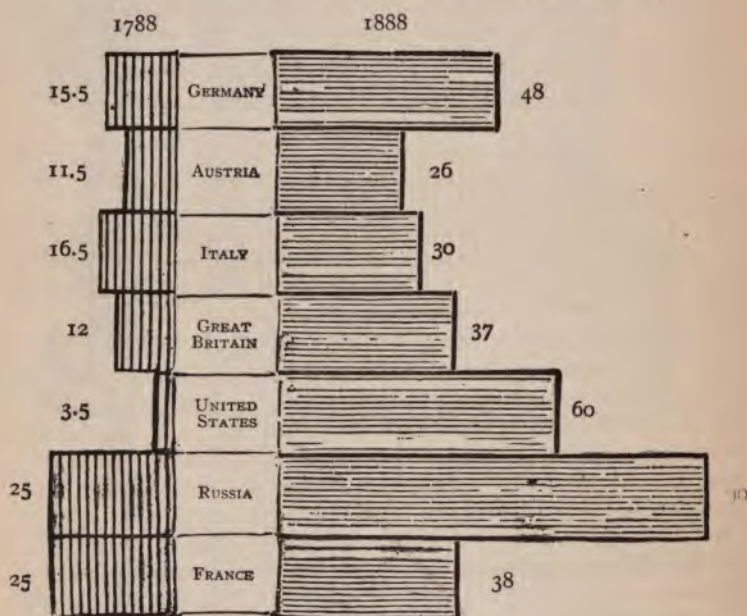 1788 1888
15.5 GERMANY 48
11.5 AUSTRIA 26
16.5 ITALY 30
12 GREAT BRITAIN 37
3.5 UNITED STATES 60
25 RUSSIA
25 FRANCE 38